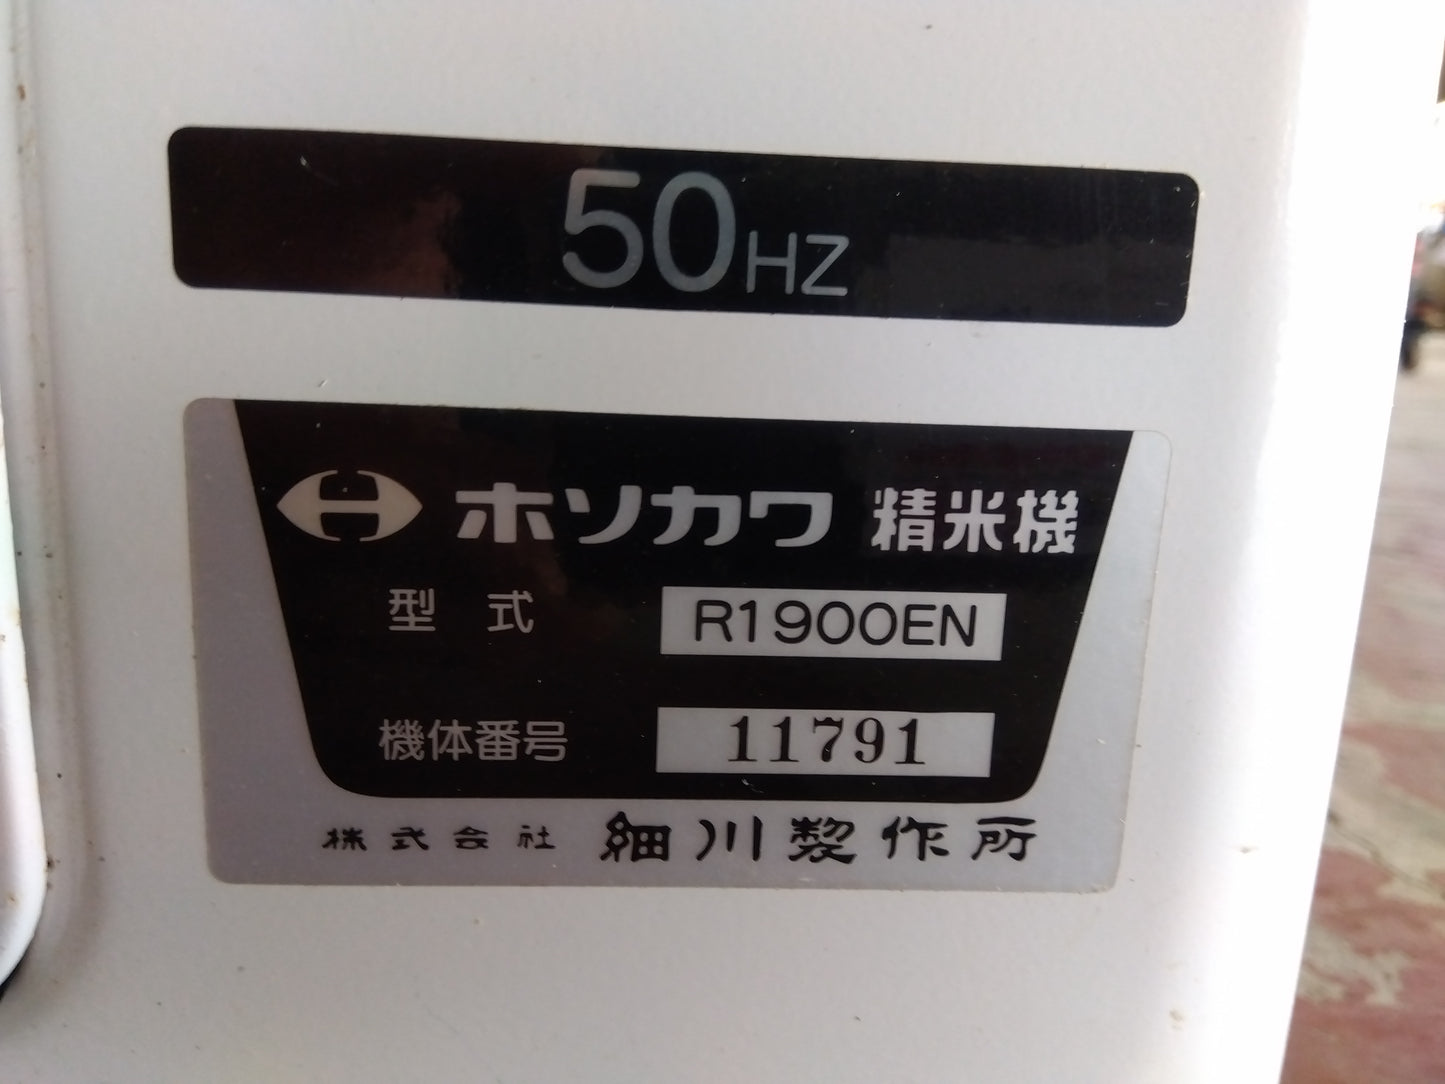 50HZ
ホソカワ 精米機
型式 R1900EN
機体番号 11791
株式会社 細川製作所